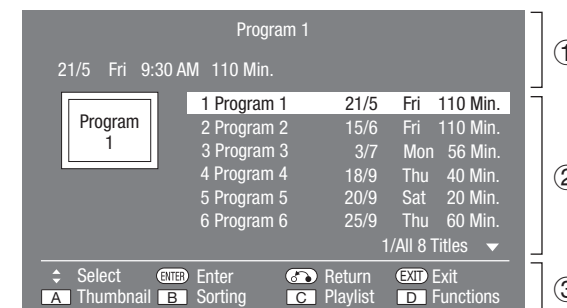 Program 1
21/5 Fri 9:30 AM 110 Min.
Program
1
1 Program 1 21/5 Fri 110 Min.
2 Program 2 15/6 Fri 110 Min.
3 Program 3 3/7 Mon 56 Min.
4 Program 4 18/9 Thu 40 Min.
5 Program 5 20/9 Sat 20 Min.
6 Program 6 25/9 Thu 60 Min.
1/All 8 Titles
Select ENTER Enter Return EXIT Exit
A Thumbnail B Sorting C Playlist D Functions
①
②
③